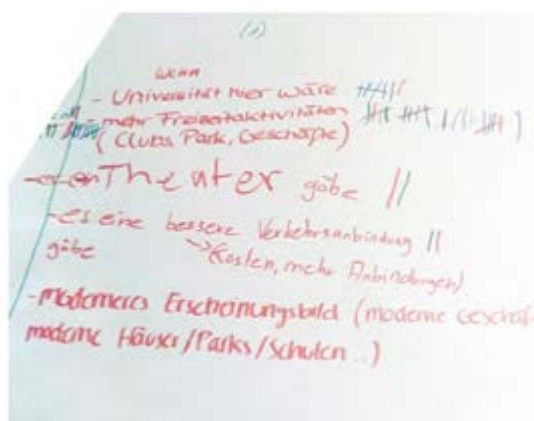 (1)
wenn
- Universität hier wäre
- mehr Freizeitaktivitäten
(Clubs Park, Geschäfte)
Theater gäbe
- es eine bessere Verkehrsanbindung
gäbe → (Kosten, mehr Anbindungen)
- moderneres Erscheinungsbild (moderne Geschäf
moderne Häuser/Parks/Schulen...)